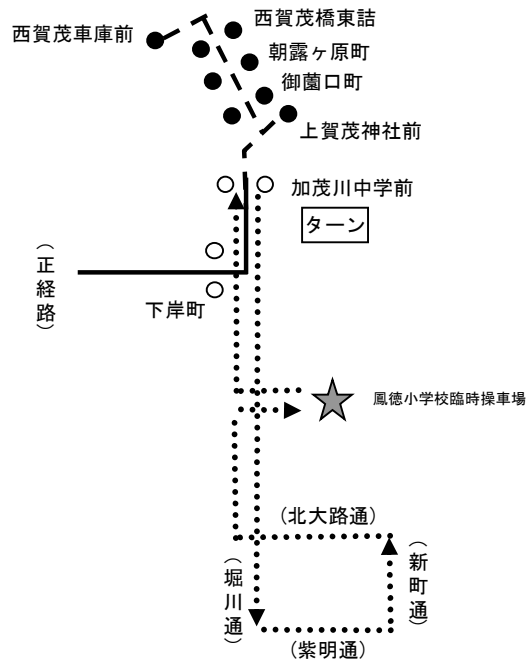 西賀茂橋東詰
西賀茂車庫前
朝露ヶ原町
御薗口町
上賀茂神社前
加茂川中学前
ターン
(正経路)
下岸町
鳳徳小学校臨時操車場
(北大路通)
(新町通)
(堀川通)
(紫明通)